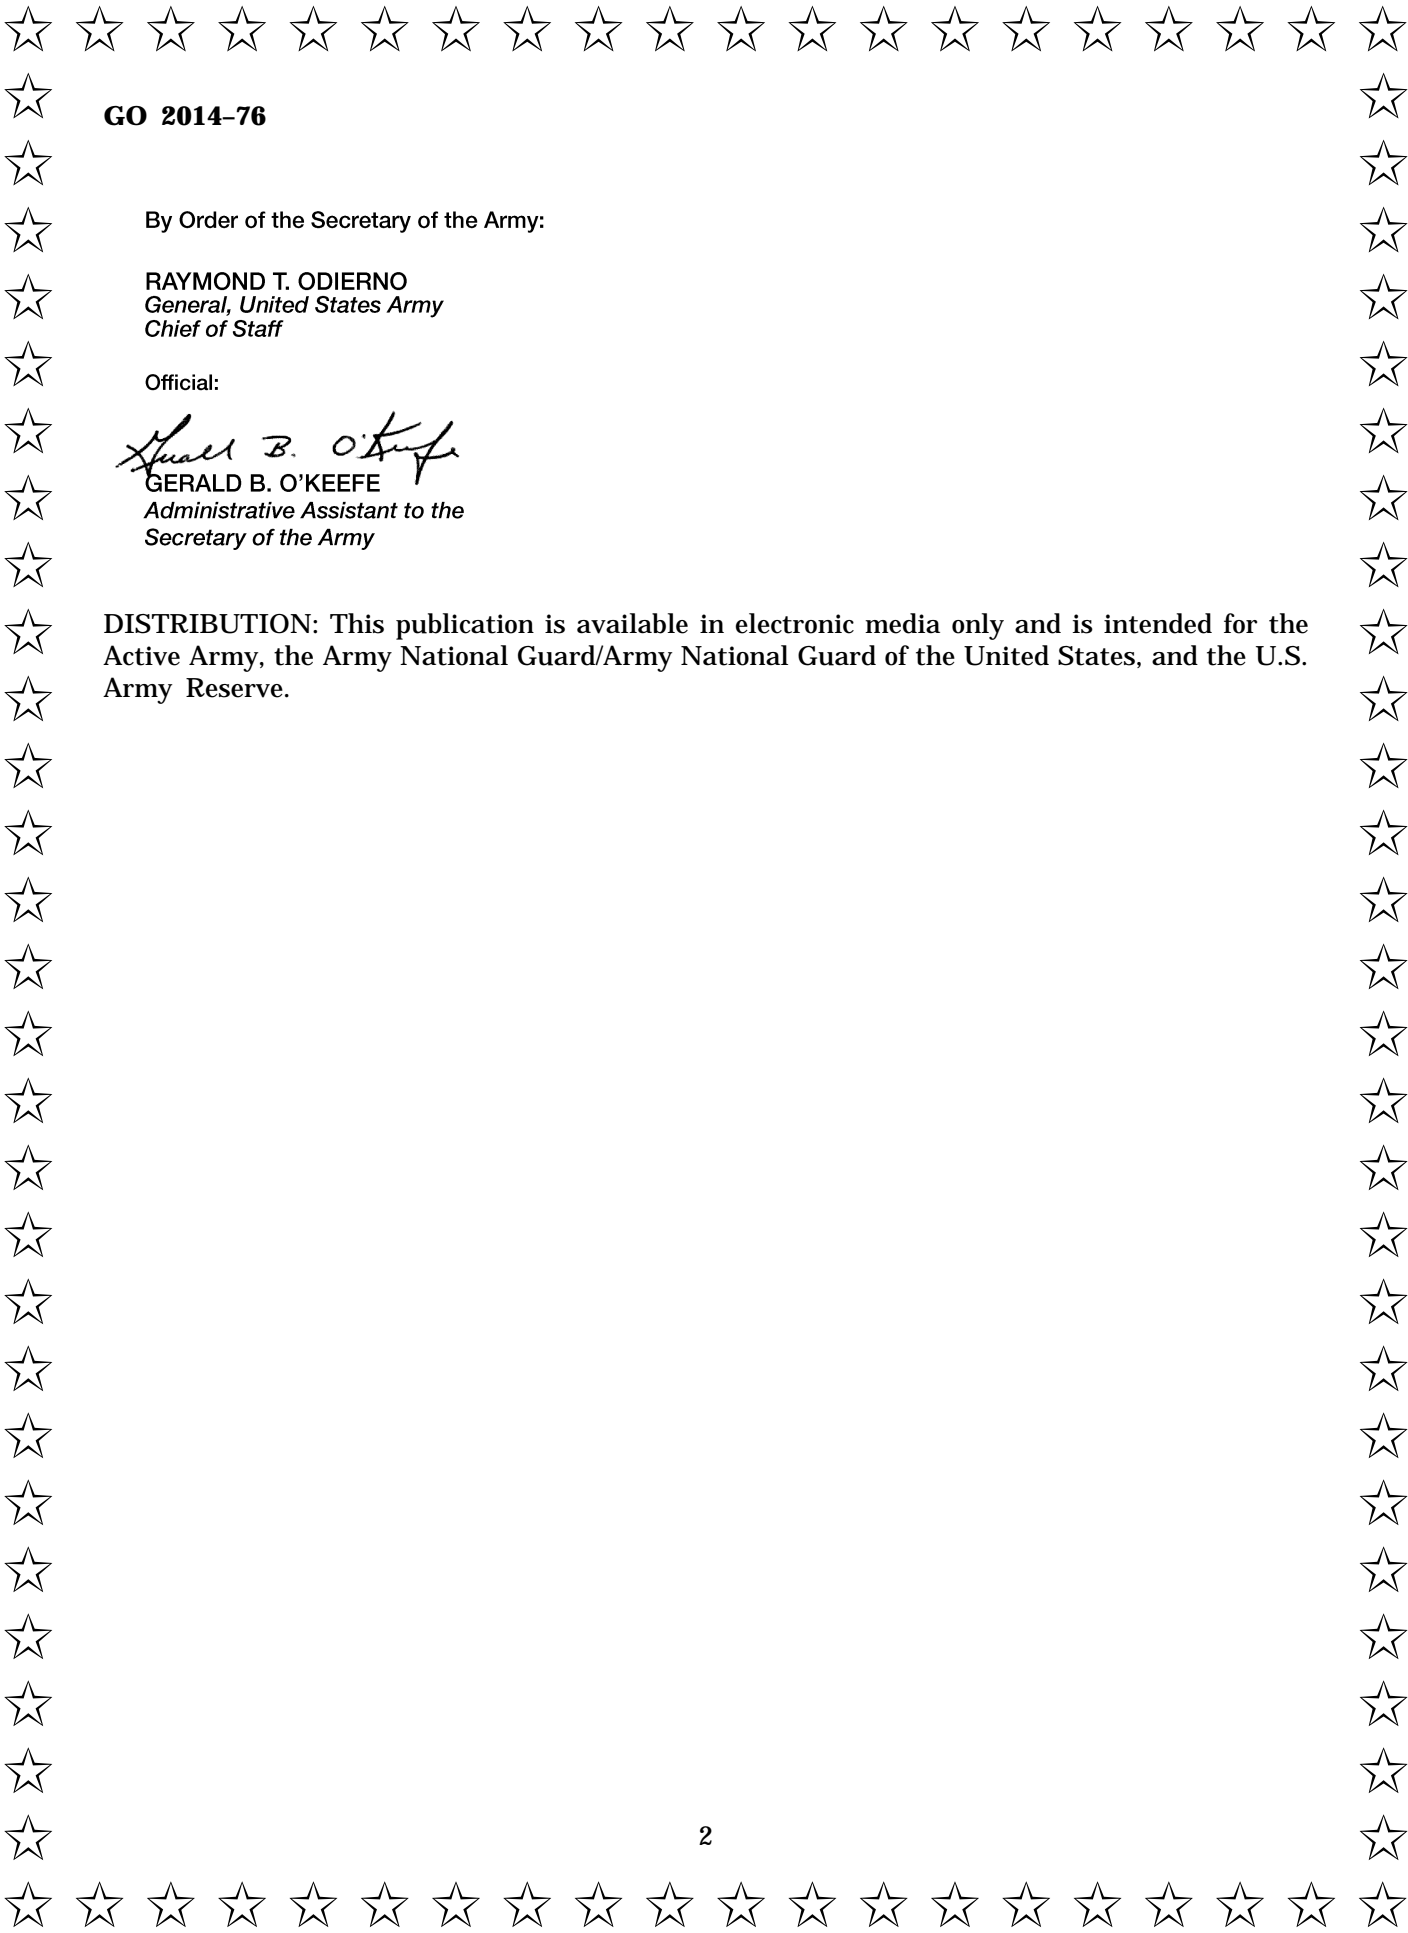 GO 2014–76
By Order of the Secretary of the Army:
RAYMOND T. ODIERNO
General, United States Army
Chief of Staff
Official:
Gerald B. O'Keefe
GERALD B. O'KEEFE
Administrative Assistant to the
Secretary of the Army
DISTRIBUTION: This publication is available in electronic media only and is intended for the
Active Army, the Army National Guard/Army National Guard of the United States, and the U.S.
Army Reserve.
2